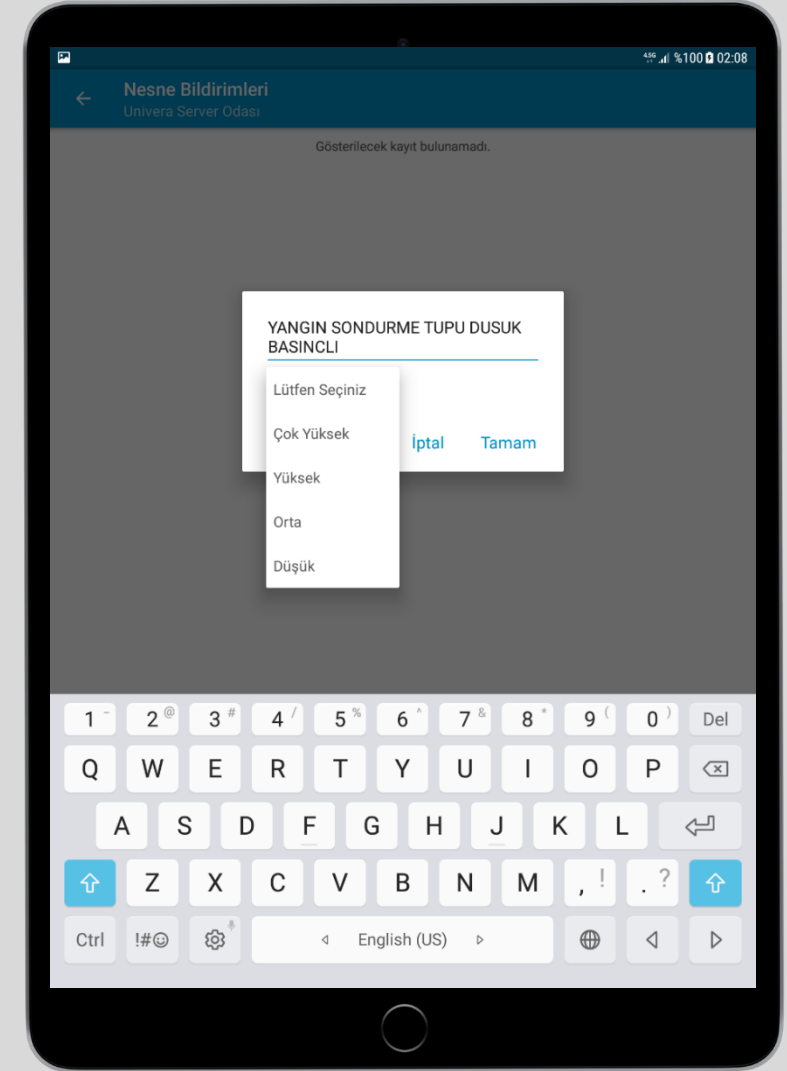 4.5G %100 02:08
Nesne Bildirimleri
Univera Server Odası
Gösterilecek kayıt bulunamadı.
YANGIN SONDURME TUPU DUSUK
BASINCLI
Lütfen Seçiniz
Çok Yüksek
İptal Tamam
Yüksek
Orta
Düşük
1 - 2 @ 3 # 4 / 5 % 6 ^ 7 & 8 * 9 ( 0 ) Del
Q W E R T Y U I O P
A S D F G H J K L
Z X C V B N M , ! . ?
Ctrl !#☺ English (US)